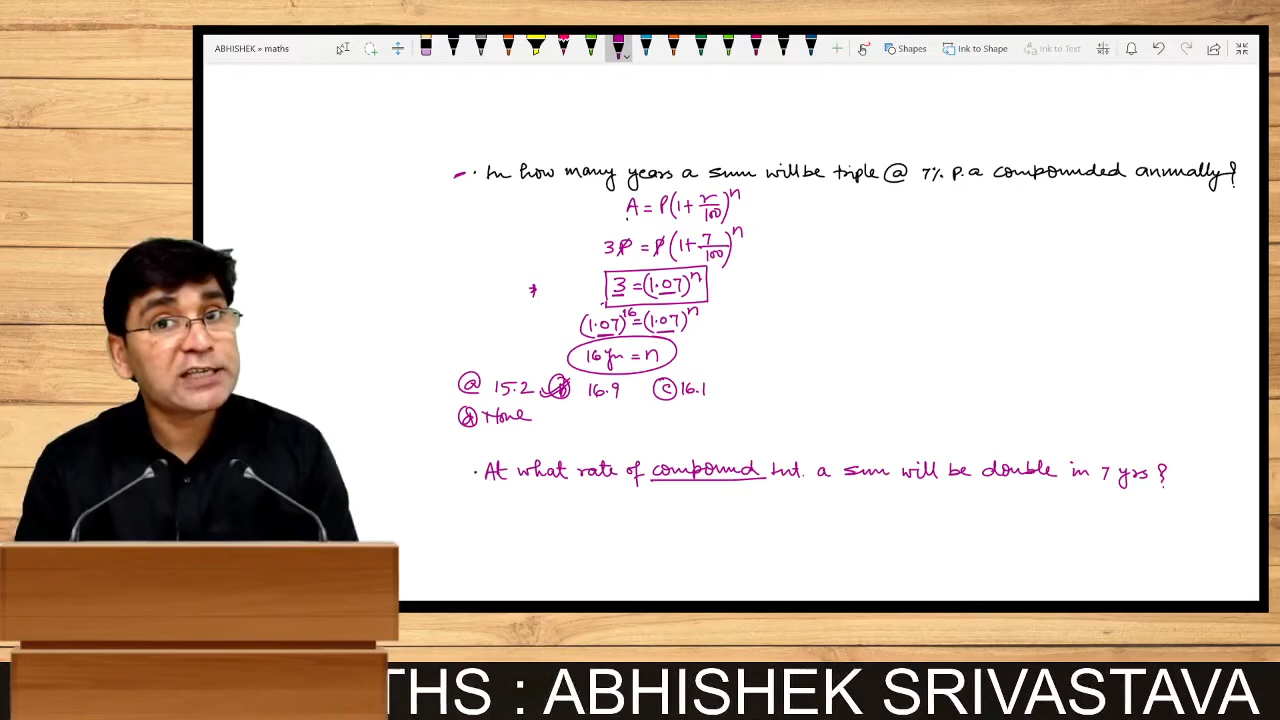 ABHISHEK » maths
Shapes
Ink to Shape
Ink to Text
· In how many years a sum will be triple @ 7% p.a compounded annually?
A = P(1 + r/100)^n
3P = P(1 + 7/100)^n
3 = (1.07)^n
(1.07)^16 = (1.07)^n
16 yrs = n
(a) 15.2 16.9 (c) 16.1
(d) None
· At what rate of compound Int. a sum will be double in 7 yrs?
THS : ABHISHEK SRIVASTAVA